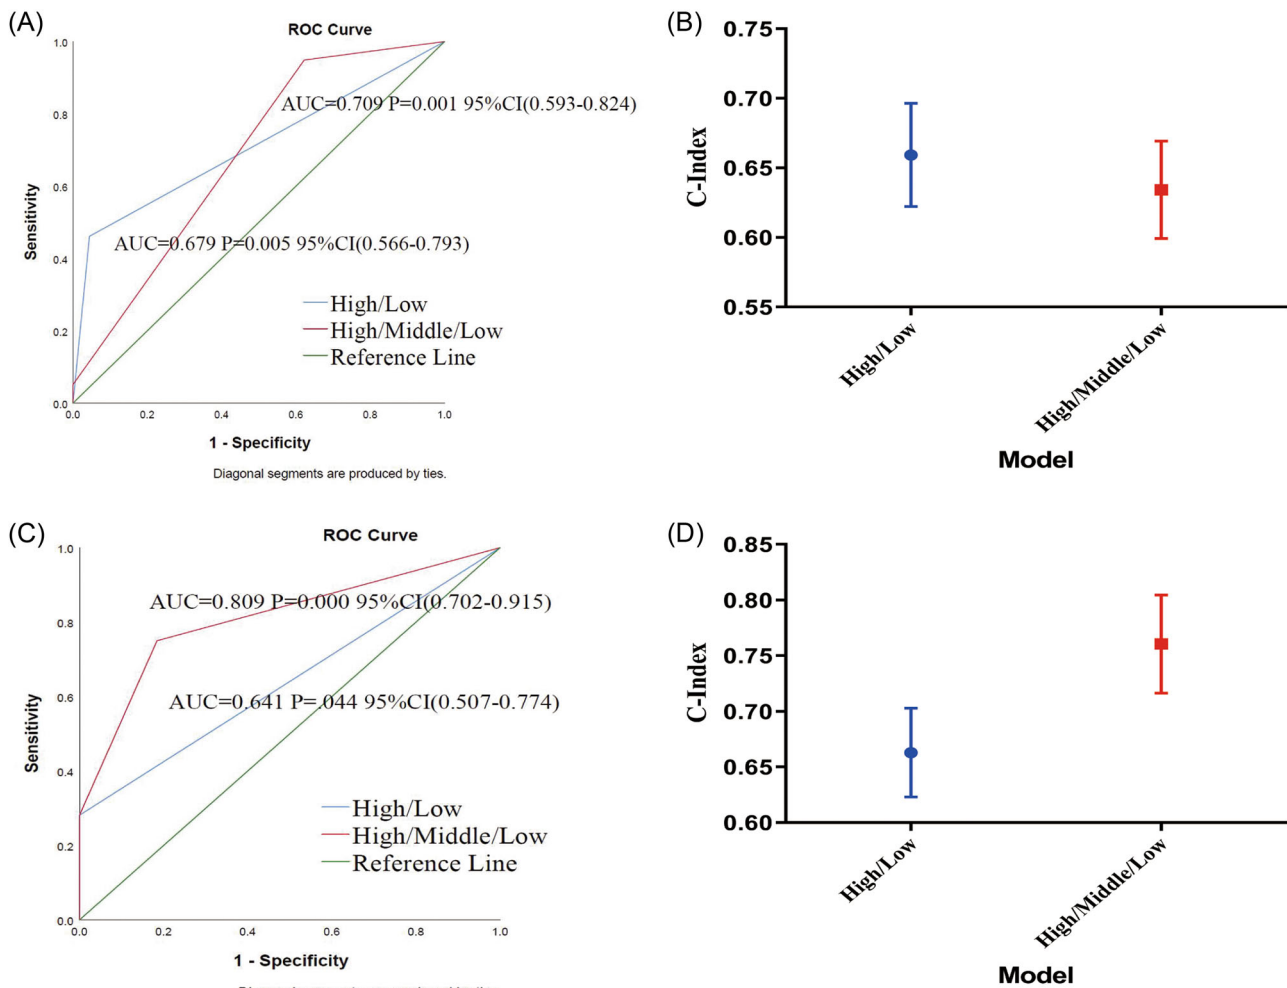 (A)
ROC Curve
1.0
0.8
0.6
0.4
0.2
0.0
Sensitivity
AUC=0.709 P=0.001 95%CI(0.593-0.824)
AUC=0.679 P=0.005 95%CI(0.566-0.793)
High/Low
High/Middle/Low
Reference Line
0.0 0.2 0.4 0.6 0.8 1.0
1 - Specificity
Diagonal segments are produced by ties.
(B)
0.75
0.70
0.65
0.60
0.55
C-Index
High/Low
High/Middle/Low
Model
(C)
ROC Curve
1.0
0.8
0.6
0.4
0.2
0.0
Sensitivity
AUC=0.809 P=0.000 95%CI(0.702-0.915)
AUC=0.641 P=.044 95%CI(0.507-0.774)
High/Low
High/Middle/Low
Reference Line
0.0 0.2 0.4 0.6 0.8 1.0
1 - Specificity
(D)
0.85
0.80
0.75
0.70
0.65
0.60
C-Index
High/Low
High/Middle/Low
Model